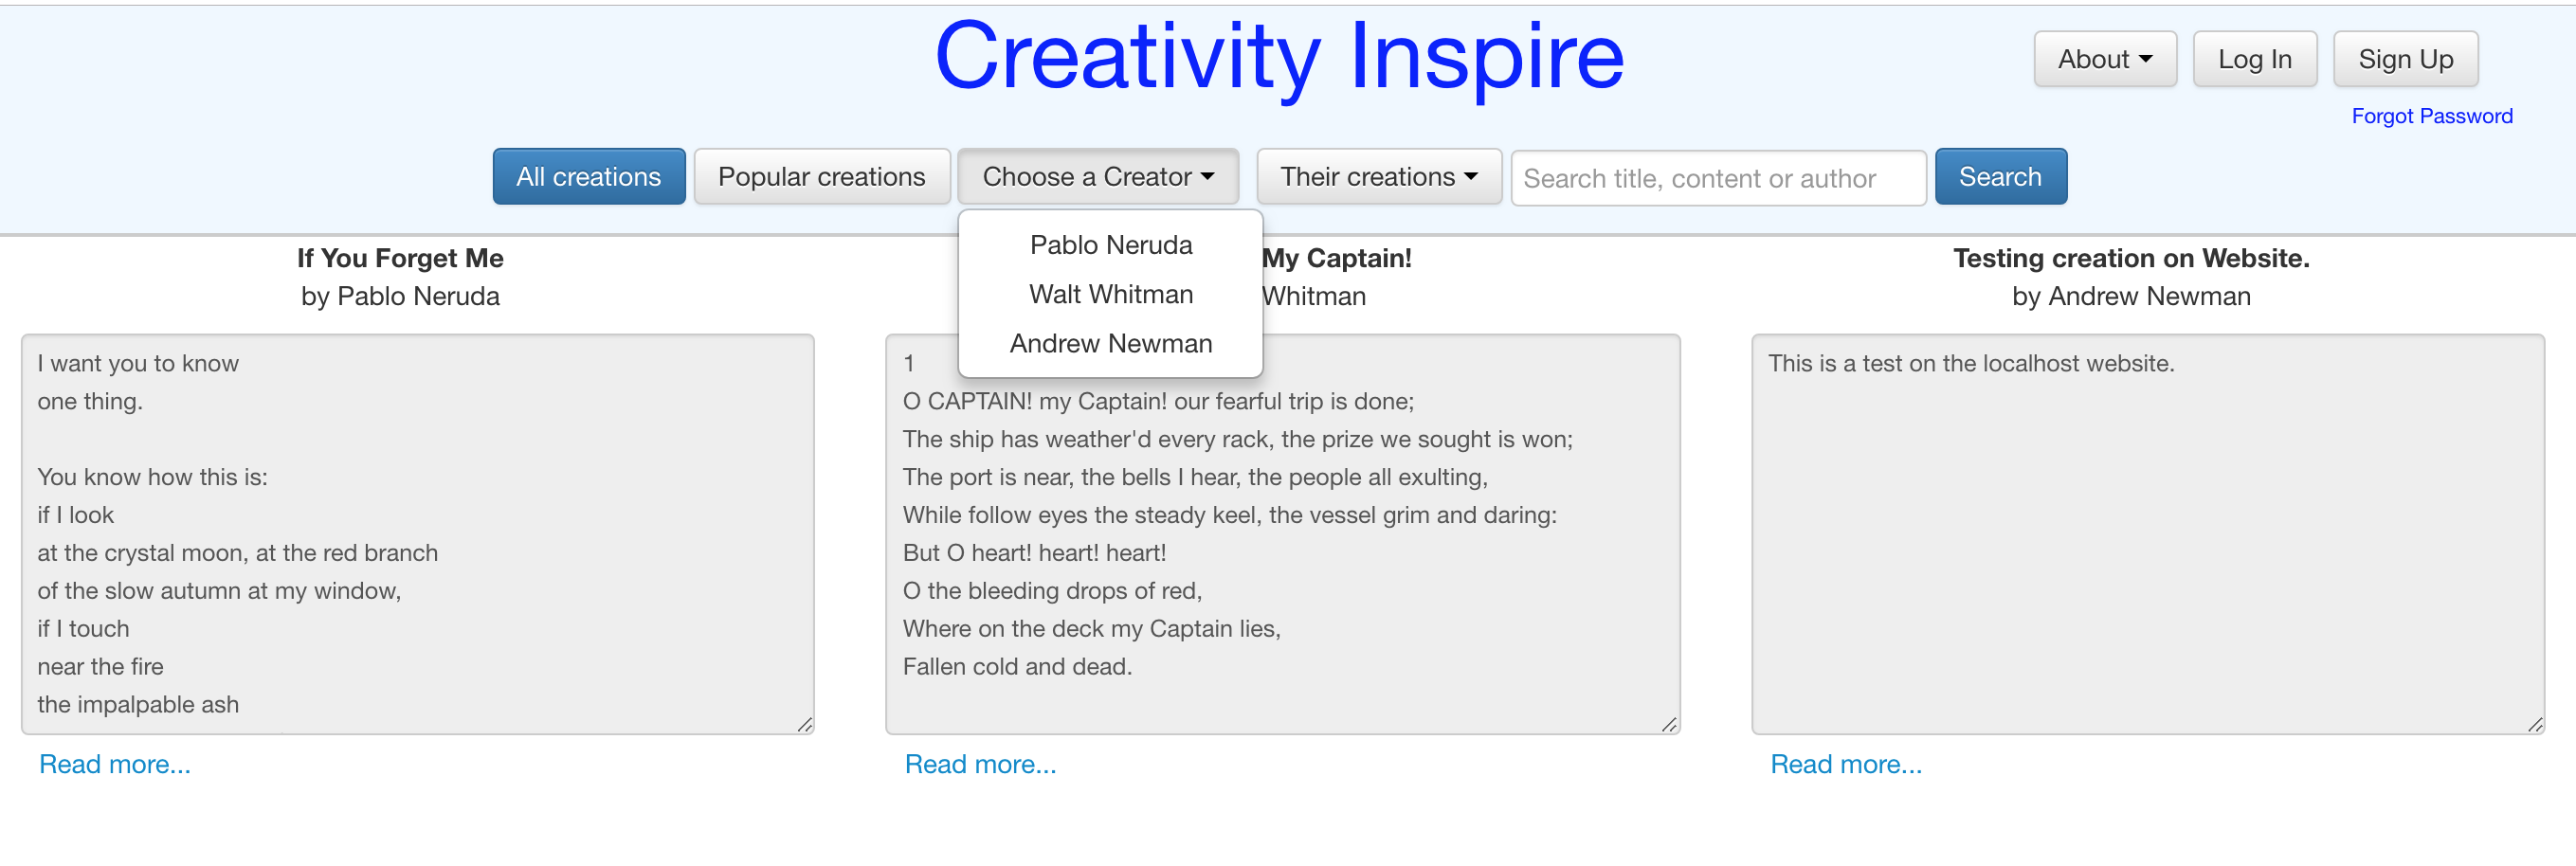 Creativity Inspire
About
Log In
Sign Up
Forgot Password
All creations
Popular creations
Choose a Creator
Their creations
Search title, content or author
Search
Pablo Neruda
Walt Whitman
Andrew Newman
If You Forget Me
by Pablo Neruda
I want you to know
one thing.
You know how this is:
if I look
at the crystal moon, at the red branch
of the slow autumn at my window,
if I touch
near the fire
the impalpable ash
Read more...
My Captain!
Whitman
1
O CAPTAIN! my Captain! our fearful trip is done;
The ship has weather'd every rack, the prize we sought is won;
The port is near, the bells I hear, the people all exulting,
While follow eyes the steady keel, the vessel grim and daring:
But O heart! heart! heart!
O the bleeding drops of red,
Where on the deck my Captain lies,
Fallen cold and dead.
Read more...
Testing creation on Website.
by Andrew Newman
This is a test on the localhost website.
Read more...